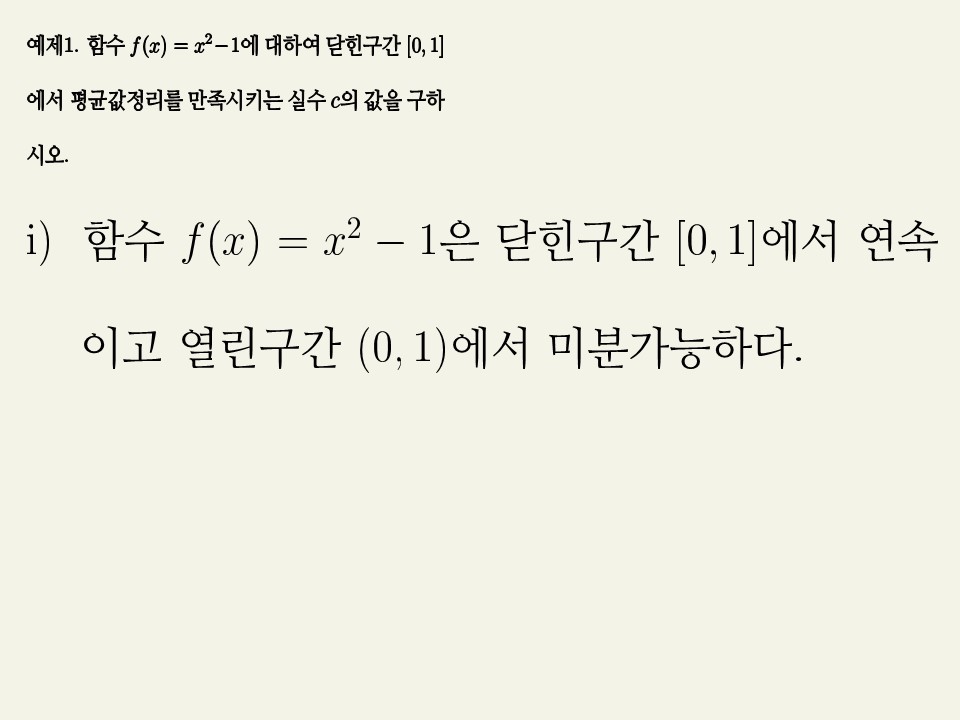 예제1. 함수 f(x) = x²−1에 대하여 닫힌구간 [0, 1]
에서 평균값정리를 만족시키는 실수 c의 값을 구하
시오.
i) 함수 f(x) = x² − 1은 닫힌구간 [0, 1]에서 연속
이고 열린구간 (0, 1)에서 미분가능하다.